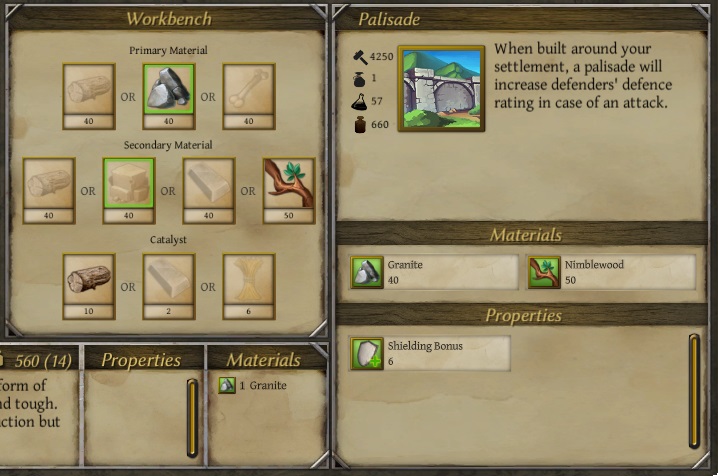 Workbench
Primary Material
OR
OR
40
40
40
Secondary Material
OR
OR
OR
40
40
40
50
Catalyst
OR
OR
10
2
6
560 (14)
form of
nd tough.
ction but
Properties
Materials
1 Granite
Palisade
4250
1
57
660
When built around your
settlement, a palisade will
increase defenders' defence
rating in case of an attack.
Materials
Granite
40
Nimblewood
50
Properties
Shielding Bonus
6